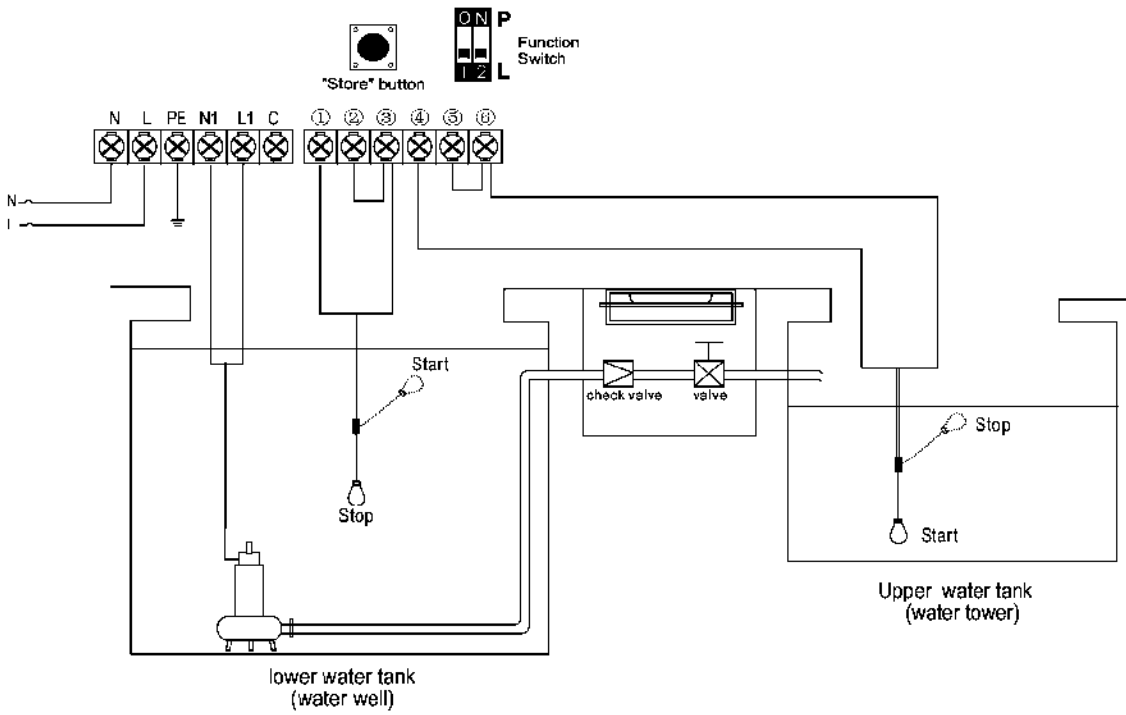 ON P
Function
Switch
1 2 L
"Store" button
N L PE N1 L1 C ① ② ③ ④ ⑤ ⑥
N
Start
Stop
check valve
valve
Stop
Start
Upper water tank
(water tower)
lower water tank
(water well)